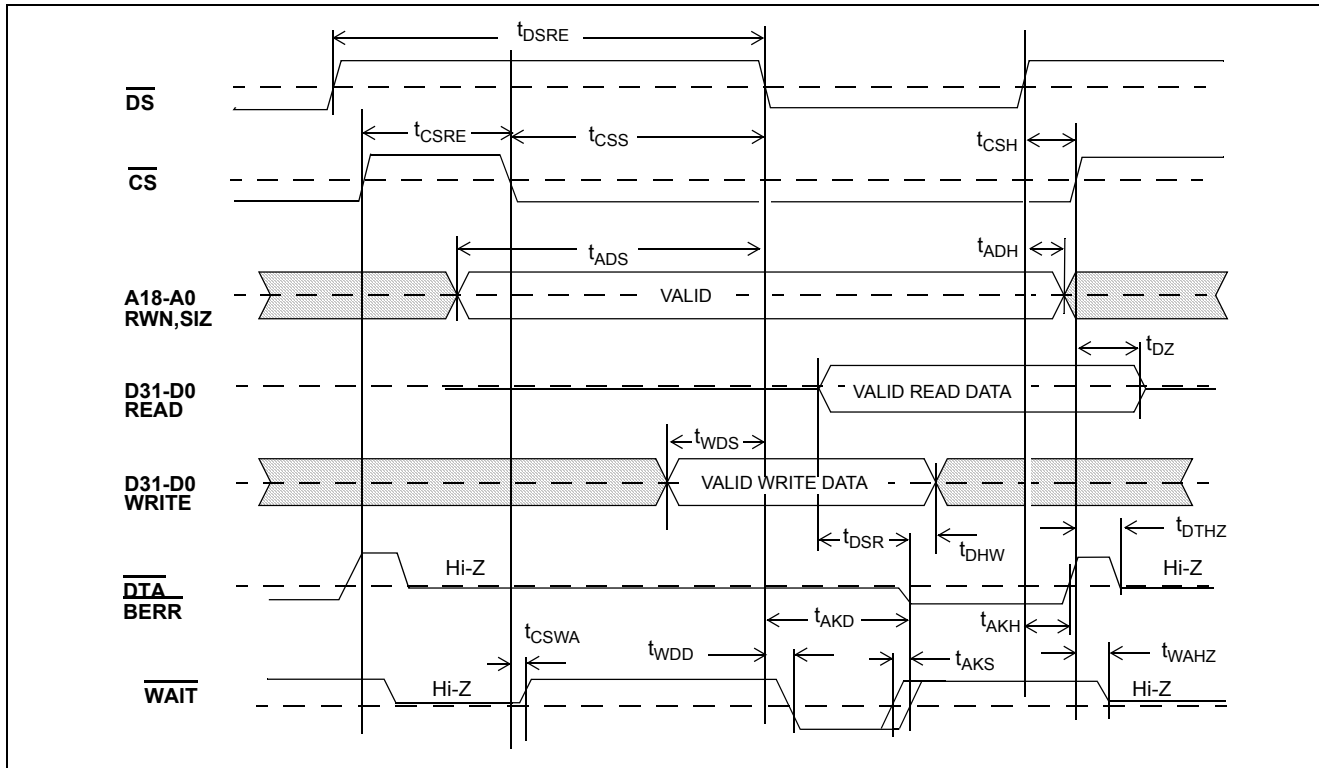 tDSRE
DS
tCSRE
tCSS
tCSH
CS
tADS
tADH
A18-A0
RWN,SIZ
VALID
tDZ
D31-D0
READ
VALID READ DATA
tWDS
D31-D0
WRITE
VALID WRITE DATA
tDSR
tDHW
tDTHZ
DTA
BERR
Hi-Z
Hi-Z
tAKD
tAKH
tCSWA
tWDD
tAKS
tWAHZ
WAIT
Hi-Z
Hi-Z